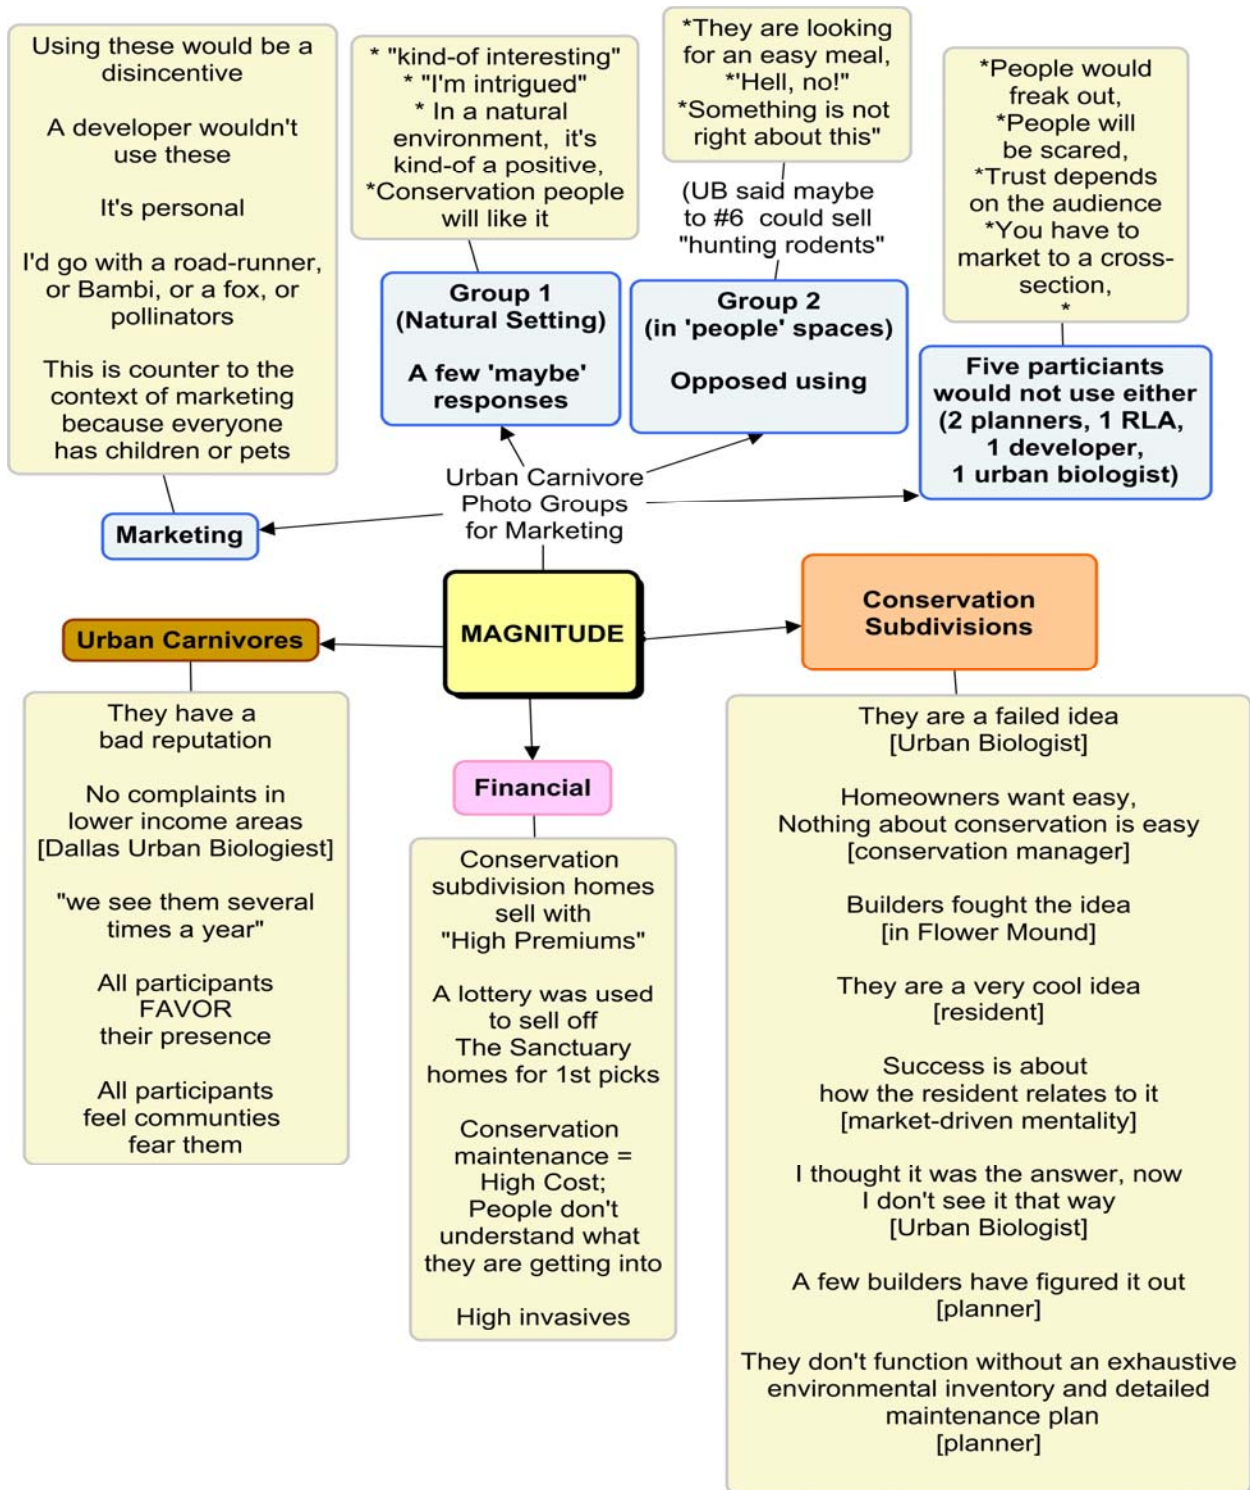 Using these would be a
disincentive
A developer wouldn't
use these
It's personal
I'd go with a road-runner,
or Bambi, or a fox, or
pollinators
This is counter to the
context of marketing
because everyone
has children or pets
Marketing
* "kind-of interesting"
* "I'm intrigued"
* In a natural
environment, it's
kind-of a positive,
*Conservation people
will like it
Group 1
(Natural Setting)
A few 'maybe'
responses
*They are looking
for an easy meal,
*'Hell, no!"
*Something is not
right about this"
(UB said maybe
to #6 could sell
"hunting rodents"
Group 2
(in 'people' spaces)
Opposed using
*People would
freak out,
*People will
be scared,
*Trust depends
on the audience
*You have to
market to a cross-
section,
*
Five particiants
would not use either
(2 planners, 1 RLA,
1 developer,
1 urban biologist)
Urban Carnivore
Photo Groups
for Marketing
MAGNITUDE
Urban Carnivores
They have a
bad reputation
No complaints in
lower income areas
[Dallas Urban Biologiest]
"we see them several
times a year"
All participants
FAVOR
their presence
All participants
feel communties
fear them
Financial
Conservation
subdivision homes
sell with
"High Premiums"
A lottery was used
to sell off
The Sanctuary
homes for 1st picks
Conservation
maintenance =
High Cost;
People don't
understand what
they are getting into
High invasives
Conservation
Subdivisions
They are a failed idea
[Urban Biologist]
Homeowners want easy,
Nothing about conservation is easy
[conservation manager]
Builders fought the idea
[in Flower Mound]
They are a very cool idea
[resident]
Success is about
how the resident relates to it
[market-driven mentality]
I thought it was the answer, now
I don't see it that way
[Urban Biologist]
A few builders have figured it out
[planner]
They don't function without an exhaustive
environmental inventory and detailed
maintenance plan
[planner]